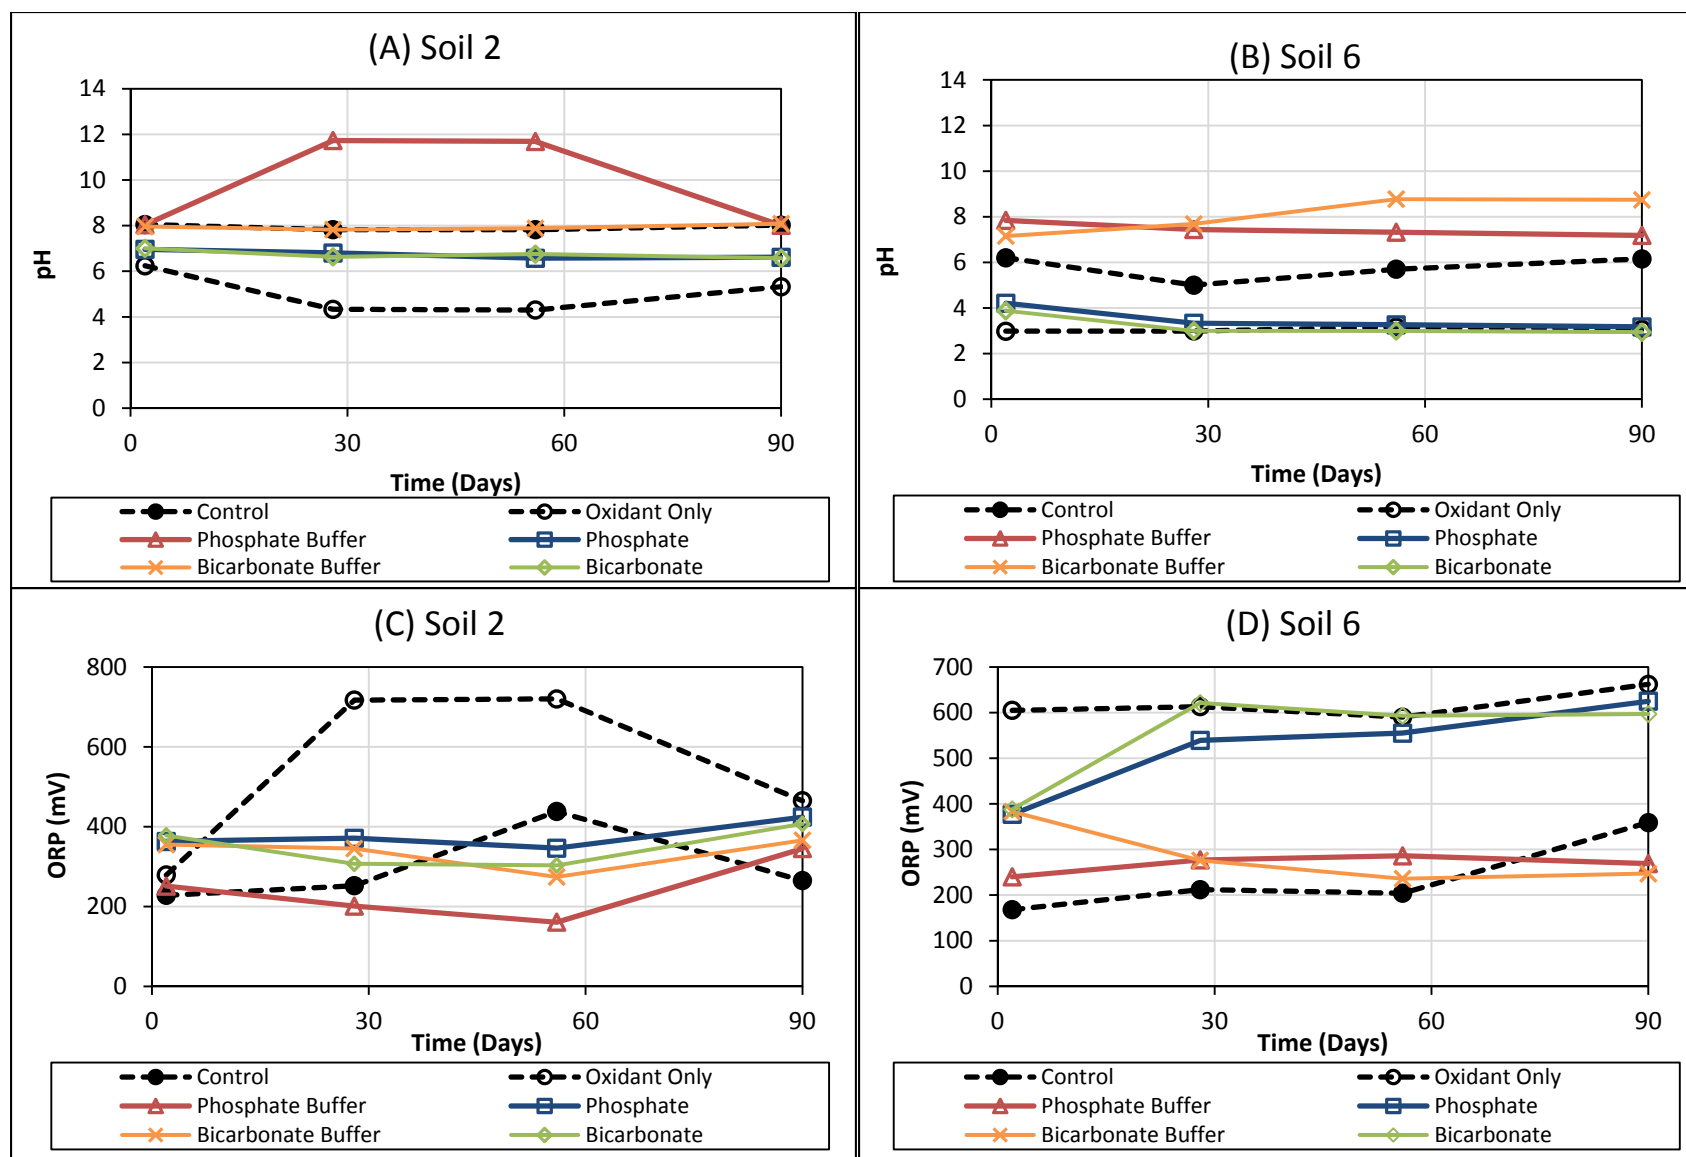 (A) Soil 2
14
12
10
8
6
4
2
0
pH
0 30 60 90
Time (Days)
Control Oxidant Only
Phosphate Buffer Phosphate
Bicarbonate Buffer Bicarbonate
(B) Soil 6
14
12
10
8
6
4
2
0
pH
0 30 60 90
Time (Days)
Control Oxidant Only
Phosphate Buffer Phosphate
Bicarbonate Buffer Bicarbonate
(C) Soil 2
800
600
400
200
0
ORP (mV)
0 30 60 90
Time (Days)
Control Oxidant Only
Phosphate Buffer Phosphate
Bicarbonate Buffer Bicarbonate
(D) Soil 6
700
600
500
400
300
200
100
0
ORP (mV)
0 30 60 90
Time (Days)
Control Oxidant Only
Phosphate Buffer Phosphate
Bicarbonate Buffer Bicarbonate